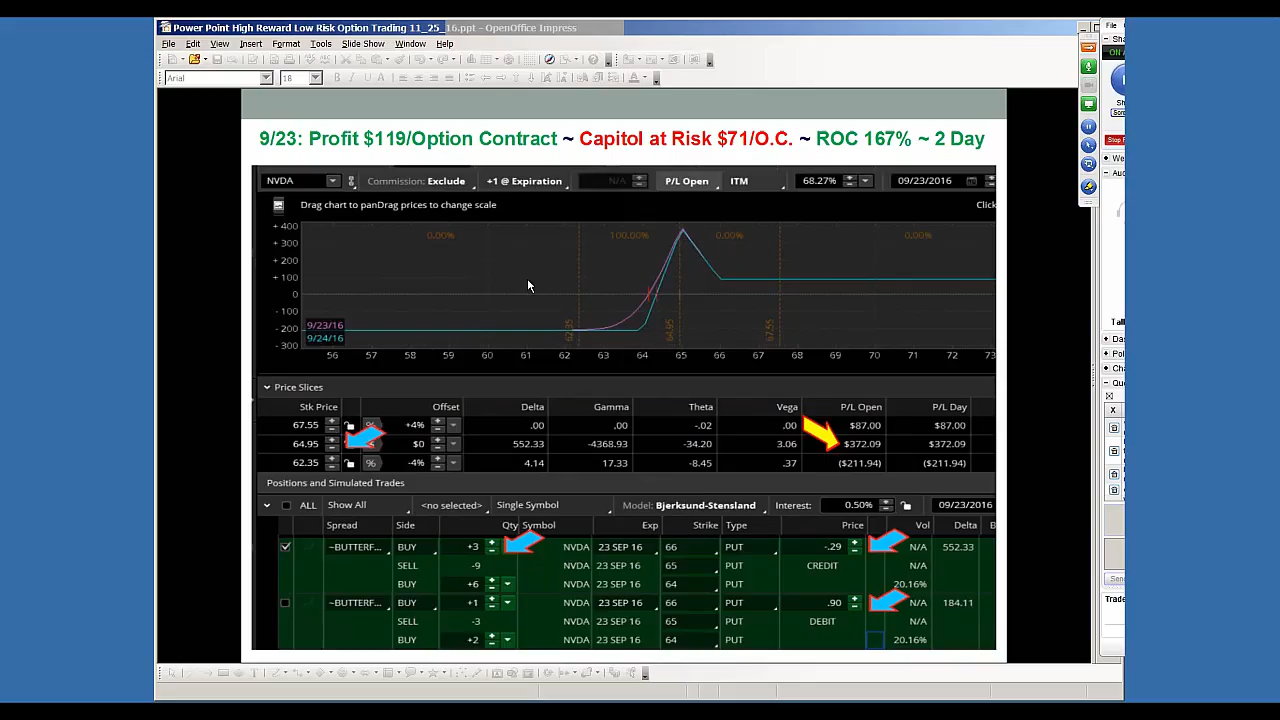 Power Point High Reward Low Risk Option Trading 11_25_16.ppt - OpenOffice Impress
File Edit View Insert Format Tools Slide Show Window Help
Arial 18
9/23: Profit $119/Option Contract ~ Capitol at Risk $71/O.C. ~ ROC 167% ~ 2 Day
NVDA Commission: Exclude +1 @ Expiration N/A P/L Open ITM 68.27% 09/23/2016
Drag chart to panDrag prices to change scale Click
+ 400 0.00% 100.00% 0.00% 0.00%
+ 300
+ 200
+ 100
0
- 100
9/23/16
- 200
9/24/16
- 300
62.35 64.95 67.55
56 57 58 59 60 61 62 63 64 65 66 67 68 69 70 71 72 73
Price Slices
Stk Price Offset Delta Gamma Theta Vega P/L Open P/L Day
67.55 % +4% .00 .00 -.02 .00 $87.00 $87.00
64.95 $0 552.33 -4368.93 -34.20 3.06 $372.09 $372.09
62.35 % -4% 4.14 17.33 -8.45 .37 ($211.94) ($211.94)
Positions and Simulated Trades
ALL Show All <no selected> Single Symbol Model: Bjerksund-Stensland Interest: 0.50% 09/23/2016
Spread Side Qty Symbol Exp Strike Type Price Vol Delta
~BUTTERF... BUY +3 NVDA 23 SEP 16 66 PUT -.29 N/A 552.33
SELL -9 NVDA 23 SEP 16 65 PUT CREDIT N/A
BUY +6 NVDA 23 SEP 16 64 PUT 20.16%
~BUTTERF... BUY +1 NVDA 23 SEP 16 66 PUT .90 N/A 184.11
SELL -3 NVDA 23 SEP 16 65 PUT DEBIT N/A
BUY +2 NVDA 23 SEP 16 64 PUT 20.16%